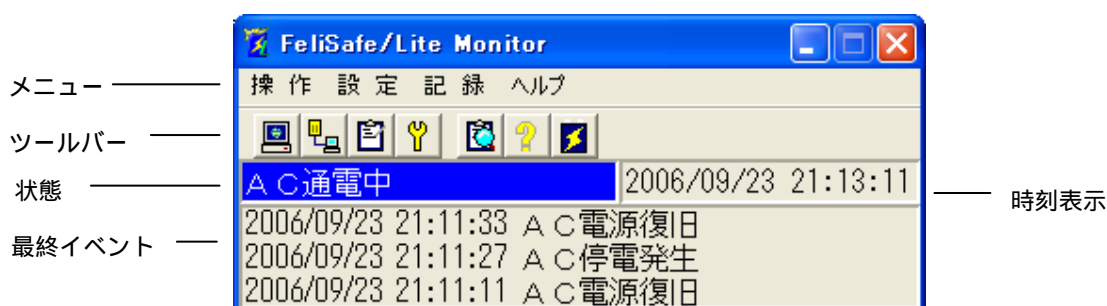 FeliSafe/Lite Monitor
メニュー
操 作 設 定 記 録 ヘルプ
ツールバー
状態
ＡＣ通電中 2006/09/23 21:13:11
時刻表示
最終イベント
2006/09/23 21:11:33 ＡＣ電源復旧
2006/09/23 21:11:27 ＡＣ停電発生
2006/09/23 21:11:11 ＡＣ電源復旧